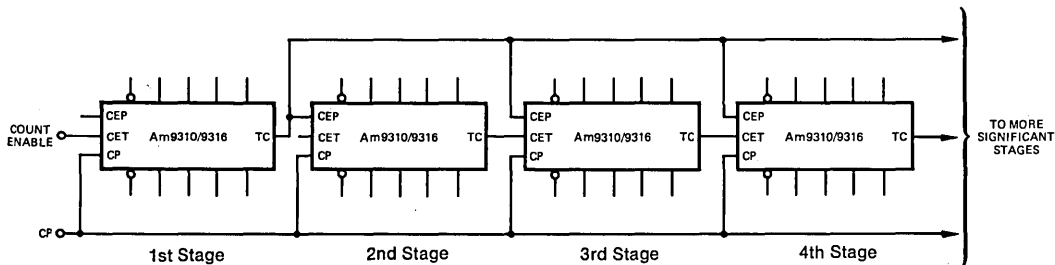 CEP CEP CEP CEP
COUNT ENABLE CET Am9310/9316 TC CET Am9310/9316 TC CET Am9310/9316 TC CET Am9310/9316 TC TO MORE SIGNIFICANT STAGES
CP CP CP CP
CP
1st Stage 2nd Stage 3rd Stage 4th Stage